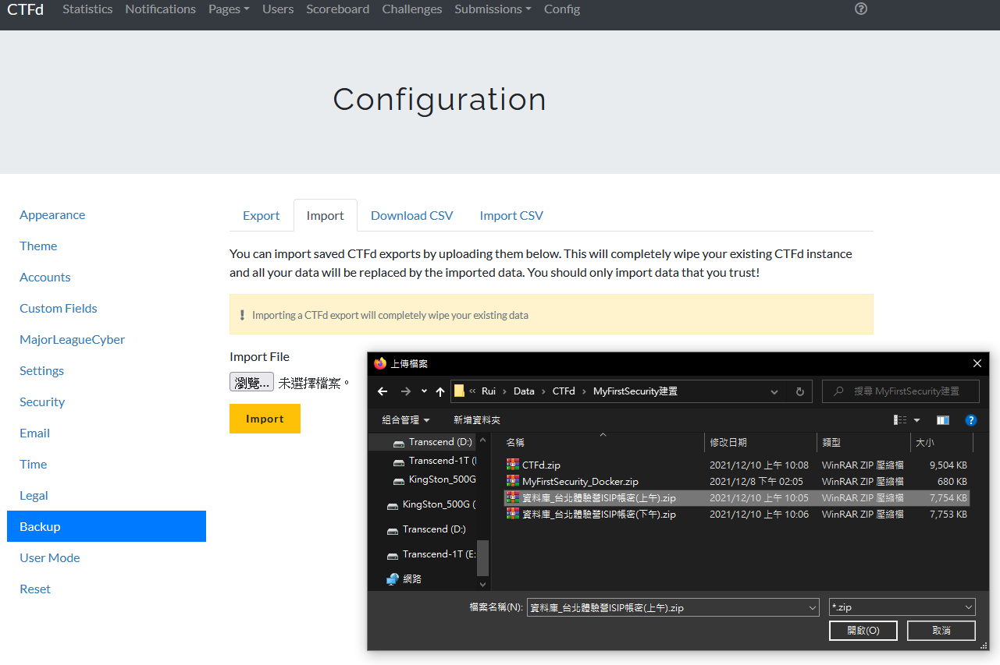 CTFd Statistics Notifications Pages Users Scoreboard Challenges Submissions Config
Configuration
Appearance
Theme
Accounts
Custom Fields
MajorLeagueCyber
Settings
Security
Email
Time
Legal
Backup
User Mode
Reset
Export Import Download CSV Import CSV
You can import saved CTFd exports by uploading them below. This will completely wipe your existing CTFd instance
and all your data will be replaced by the imported data. You should only import data that you trust!
Importing a CTFd export will completely wipe your existing data
Import File
瀏覽... 未選擇檔案。
Import
上傳檔案
« Rui › Data › CTFd › MyFirstSecurity建置
搜尋 MyFirstSecurity建置
組合管理 新增資料夾
Transcend (D:)
Transcend-1T (
KingSton_500G
KingSton_500G (
Transcend (D:)
Transcend-1T (E:
網路
名稱 修改日期 類型 大小
CTFd.zip 2021/12/10 上午 10:08 WinRAR ZIP 壓縮檔 9,504 KB
MyFirstSecurity_Docker.zip 2021/12/8 下午 02:05 WinRAR ZIP 壓縮檔 680 KB
資料庫_台北體驗營ISIP帳密(上午).zip 2021/12/10 上午 10:05 WinRAR ZIP 壓縮檔 7,754 KB
資料庫_台北體驗營ISIP帳密(下午).zip 2021/12/10 上午 10:06 WinRAR ZIP 壓縮檔 7,753 KB
檔案名稱(N): 資料庫_台北體驗營ISIP帳密(上午).zip *.zip
開啟(O) 取消